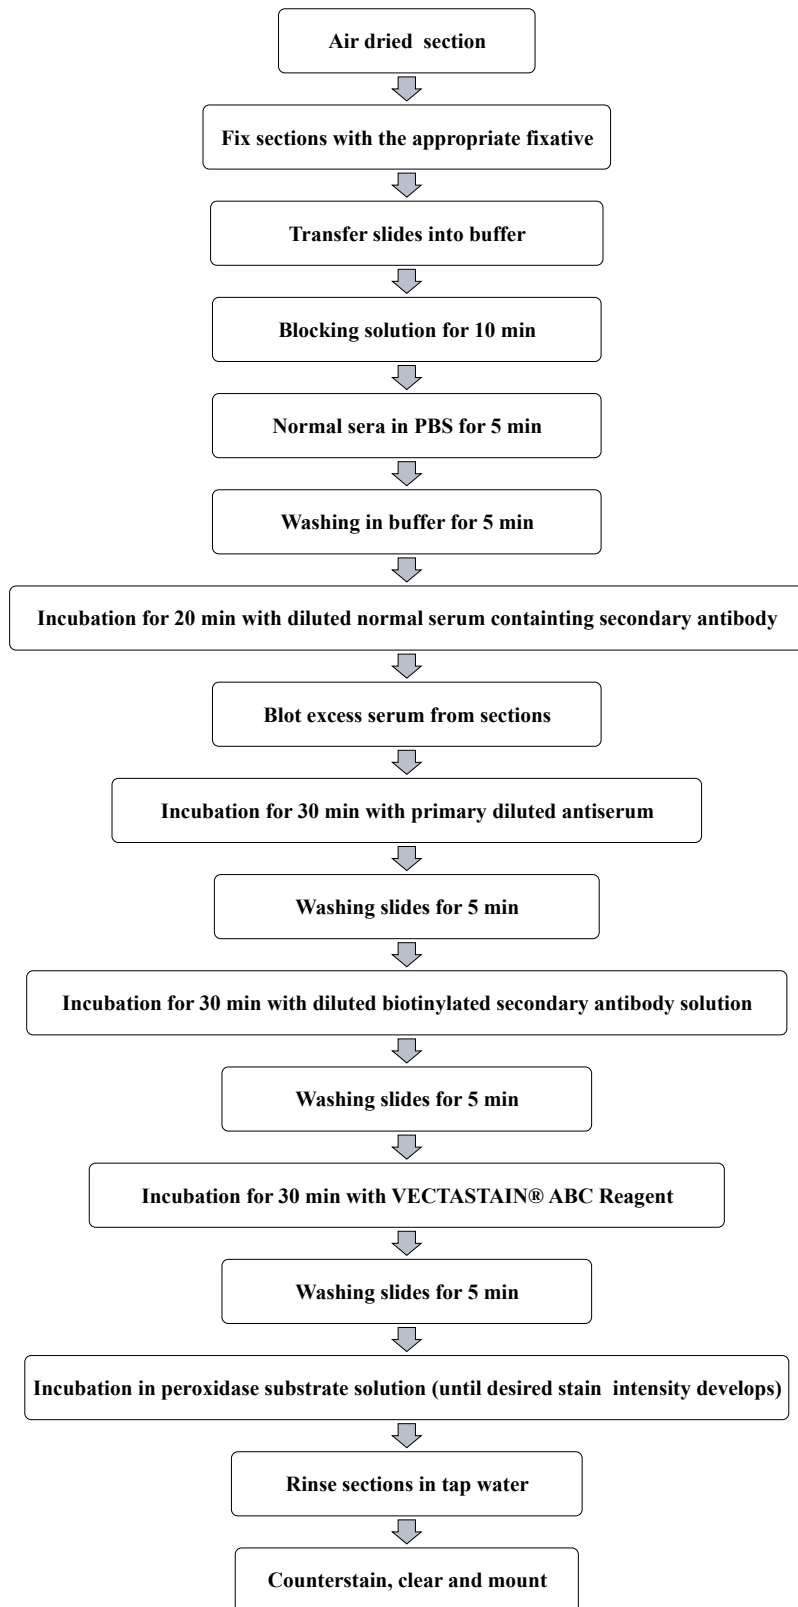 Air dried section
Fix sections with the appropriate fixative
Transfer slides into buffer
Blocking solution for 10 min
Normal sera in PBS for 5 min
Washing in buffer for 5 min
Incubation for 20 min with diluted normal serum containting secondary antibody
Blot excess serum from sections
Incubation for 30 min with primary diluted antiserum
Washing slides for 5 min
Incubation for 30 min with diluted biotinylated secondary antibody solution
Washing slides for 5 min
Incubation for 30 min with VECTASTAIN® ABC Reagent
Washing slides for 5 min
Incubation in peroxidase substrate solution (until desired stain intensity develops)
Rinse sections in tap water
Counterstain, clear and mount